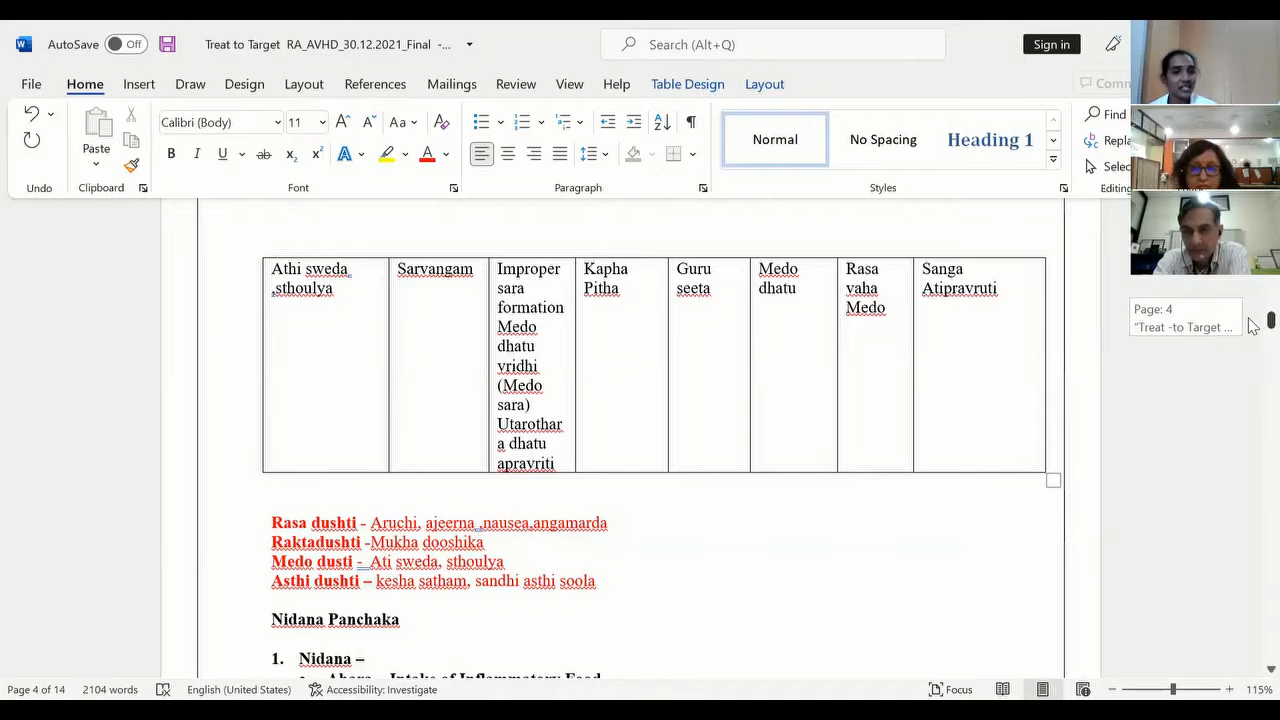 AutoSave Off Treat to Target RA_AVHD_30.12.2021_Final -... Search (Alt+Q) Sign in
File Home Insert Draw Design Layout References Mailings Review View Help Table Design Layout Comm
Calibri (Body) 11 Aa Normal No Spacing Heading 1 Find
Paste Repla
Selec
Undo Clipboard Font Paragraph Styles Editing
Athi sweda
,sthoulya
Sarvangam
Improper
sara
formation
Medo
dhatu
vridhi
(Medo
sara)
Utarothar
a dhatu
apravriti
Kapha
Pitha
Guru
seeta
Medo
dhatu
Rasa
vaha
Medo
Sanga
Atipravruti
Page: 4
"Treat -to Target ...
Rasa dushti - Aruchi, ajeerna ,nausea,angamarda
Raktadushti -Mukha dooshika
Medo dusti - Ati sweda, sthoulya
Asthi dushti – kesha satham, sandhi asthi soola
Nidana Panchaka
1. Nidana –
Page 4 of 14 2104 words English (United States) Accessibility: Investigate Focus 115%